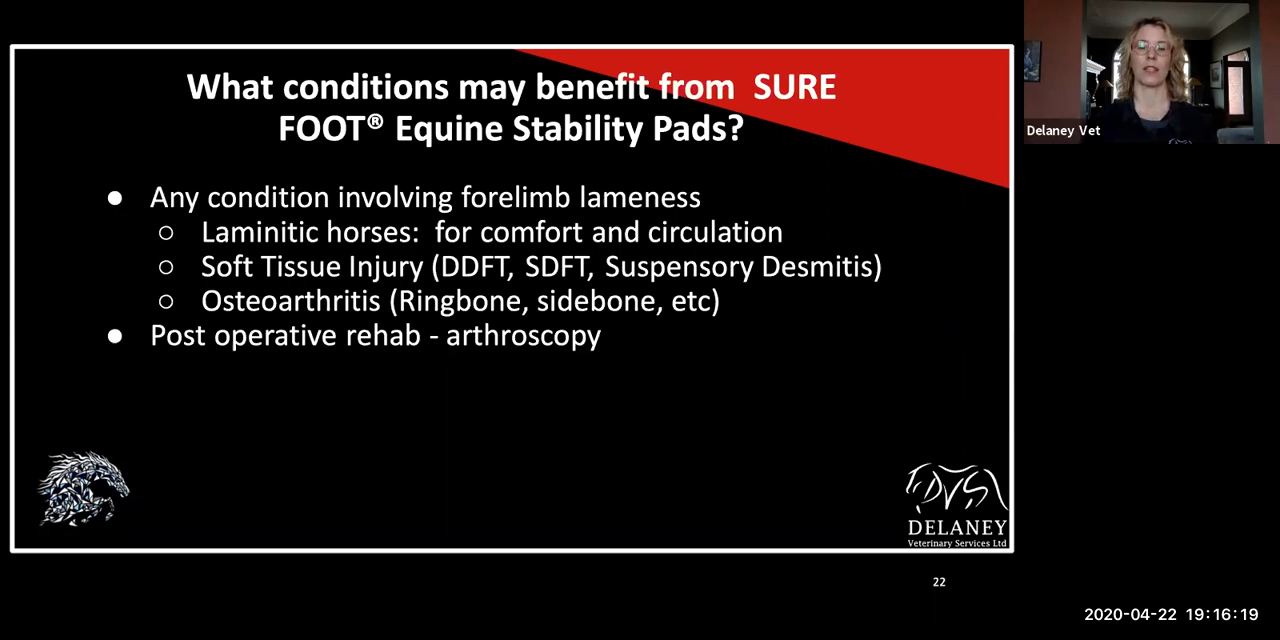 What conditions may benefit from SURE
FOOT® Equine Stability Pads?
● Any condition involving forelimb lameness
○ Laminitic horses: for comfort and circulation
○ Soft Tissue Injury (DDFT, SDFT, Suspensory Desmitis)
○ Osteoarthritis (Ringbone, sidebone, etc)
● Post operative rehab - arthroscopy
DVS
DELANEY
Veterinary Services Ltd
22
Delaney Vet
2020-04-22 19:16:19